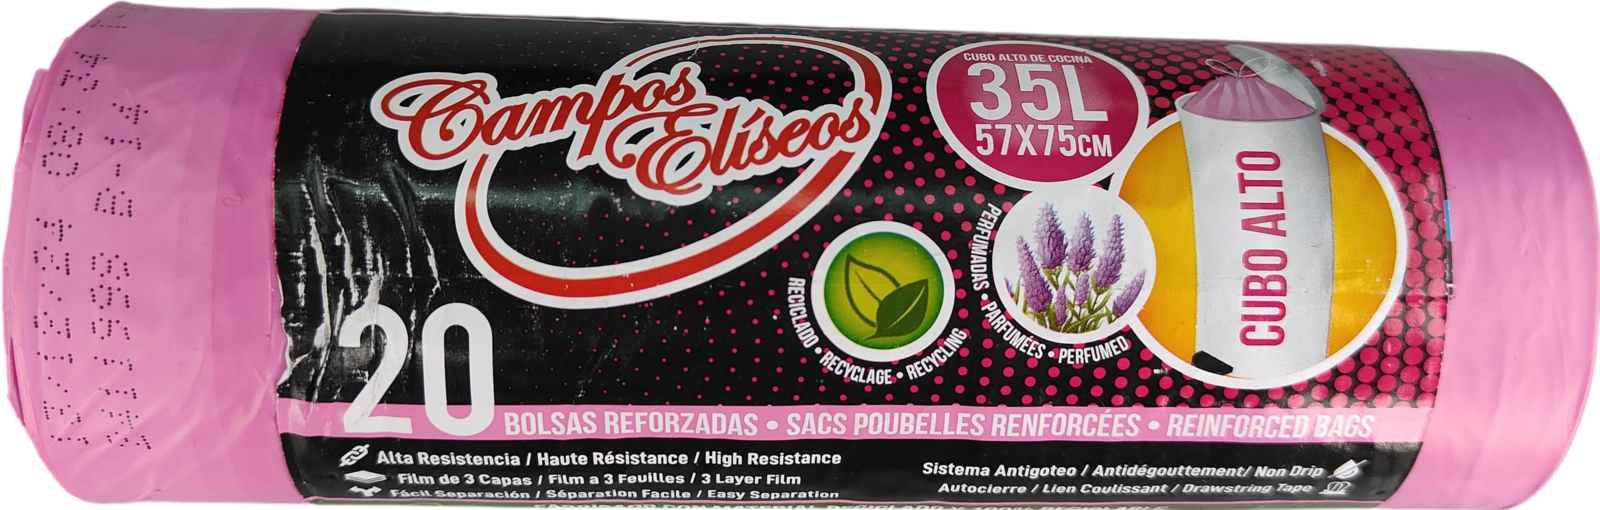 Campos
Elíseos
CUBO ALTO DE COCINA
35L
57X75CM
CUBO ALTO
PERFUMADAS • PARFUMÉES • PERFUMED
RECICLADO • RECYCLAGE • RECYCLING
20 BOLSAS REFORZADAS • SACS POUBELLES RENFORCÉES • REINFORCED BAGS
Alta Resistencia / Haute Résistance / High Resistance
Film de 3 Capas / Film a 3 Feuilles / 3 Layer Film
Fácil Separación / Séparation Facile / Easy Separation
Sistema Antigoteo / Antidégouttement/ Non Drip
Autocierre / Lien Coulissant / Drawstring Tape